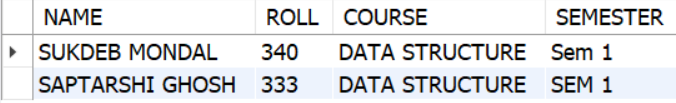 NAME ROLL COURSE SEMESTER
SUKDEB MONDAL 340 DATA STRUCTURE Sem 1
SAPTARSHI GHOSH 333 DATA STRUCTURE SEM 1